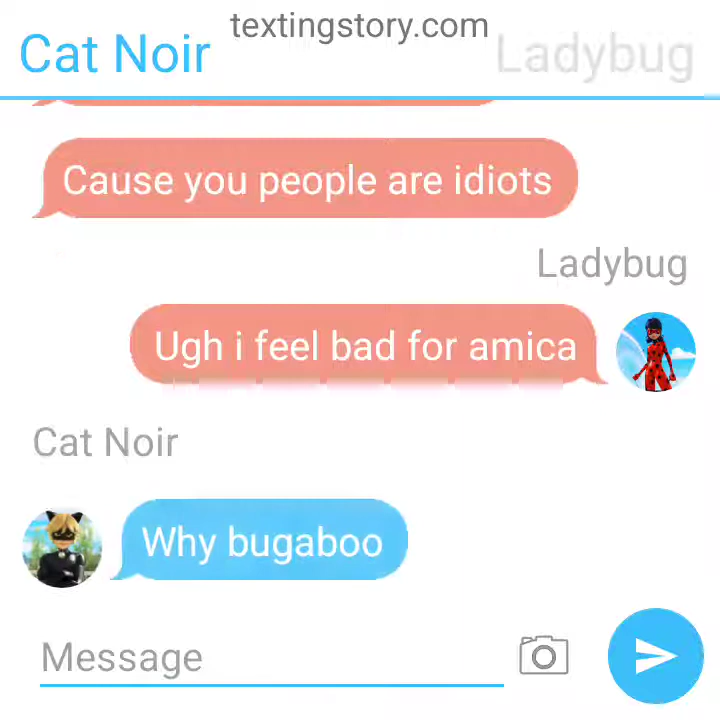 textingstory.com
Cat Noir
Ladybug
Cause you people are idiots
Ladybug
Ugh i feel bad for amica
Cat Noir
Why bugaboo
Message